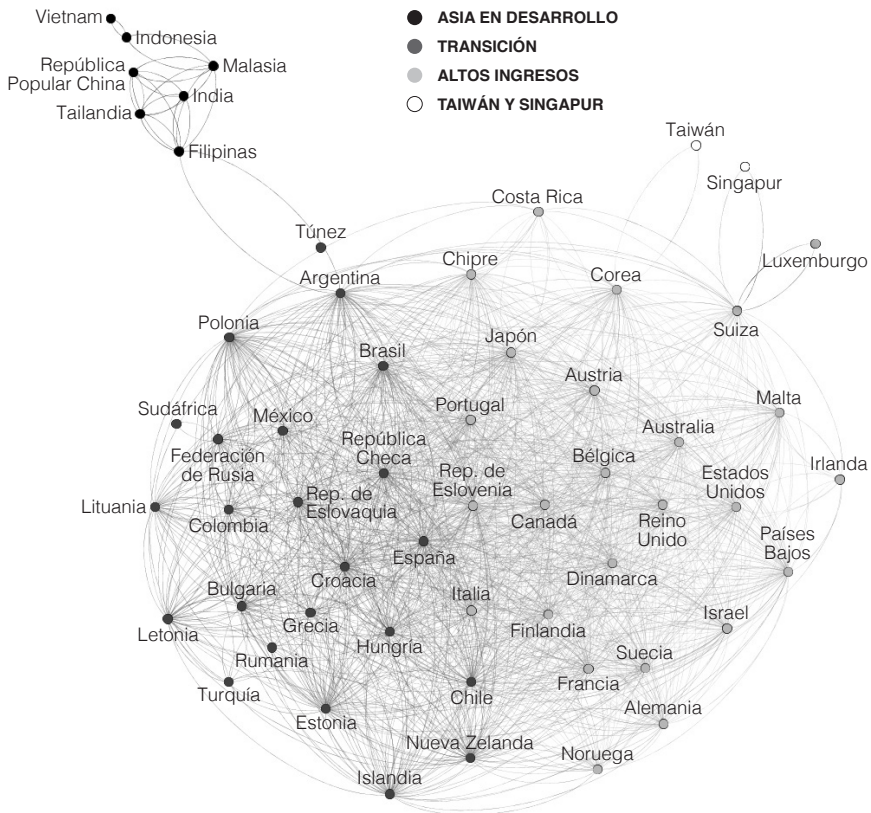 Vietnam
Indonesia
República
Popular China
Malasia
India
Tailandia
Filipinas
ASIA EN DESARROLLO
TRANSICIÓN
ALTOS INGRESOS
TAIWÁN Y SINGAPUR
Taiwán
Singapur
Costa Rica
Túnez
Luxemburgo
Chipre
Corea
Argentina
Suiza
Polonia
Japón
Brasil
Austria
Malta
Sudáfrica
México
Portugal
Australia
República
Checa
Federación
de Rusia
Bélgica
Irlanda
Rep. de
Eslovenia
Estados
Unidos
Lituania
Colombia
Rep. de
Eslovaquia
Canadá
Reino
Unido
España
Países
Bajos
Croacia
Dinamarca
Bulgaria
Italia
Letonia
Grecia
Hungría
Finlandia
Israel
Rumania
Suecia
Turquía
Chile
Francia
Estonia
Alemania
Nueva Zelanda
Noruega
Islandia